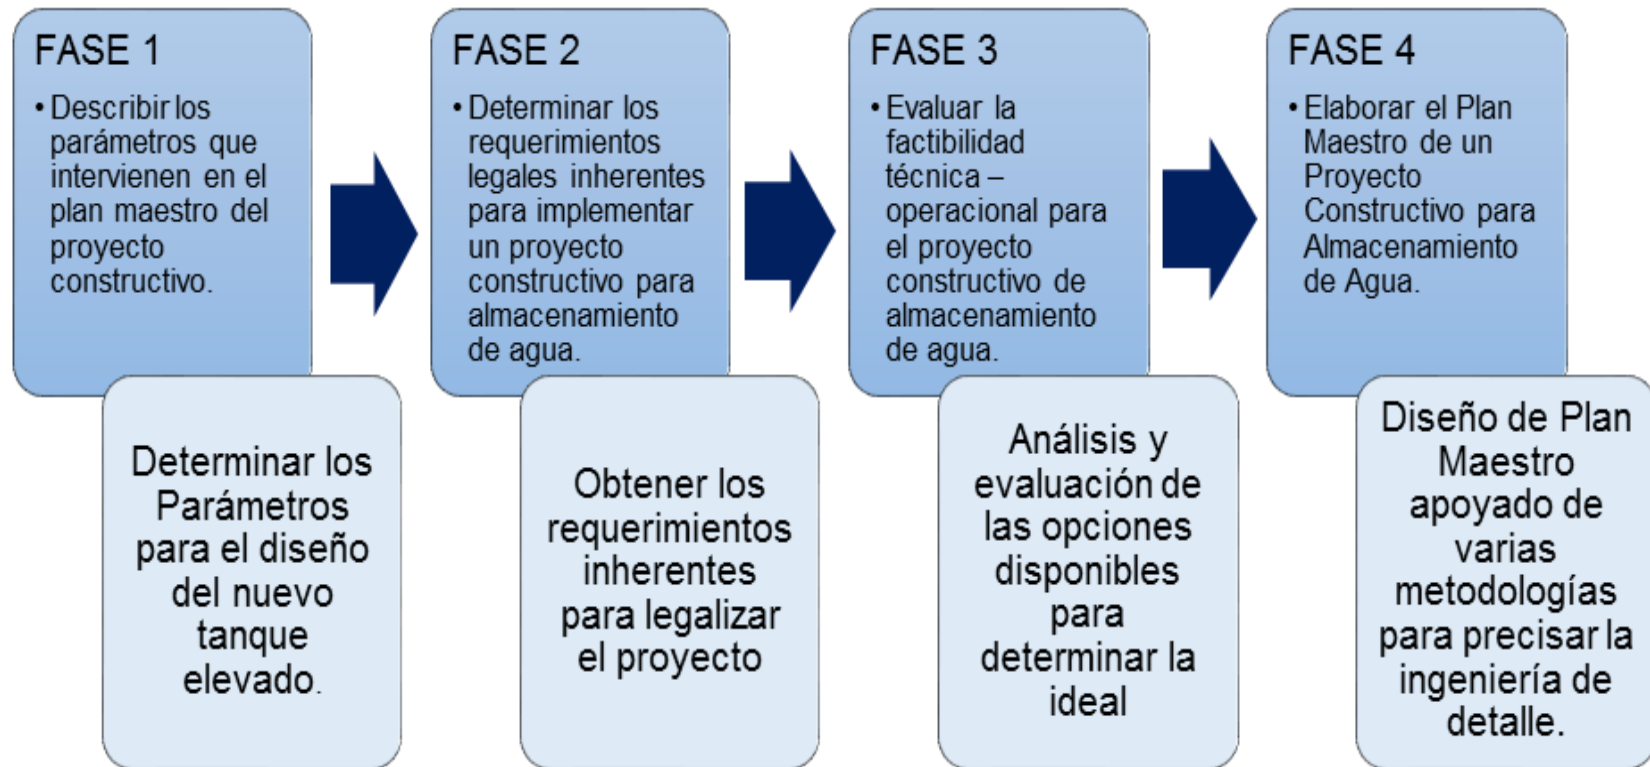 FASE 1
• Describir los
parámetros que
intervienen en el
plan maestro del
proyecto
constructivo.
Determinar los
Parámetros
para el diseño
del nuevo
tanque
elevado.
FASE 2
• Determinar los
requerimientos
legales inherentes
para implementar
un proyecto
constructivo para
almacenamiento
de agua.
Obtener los
requerimientos
inherentes
para legalizar
el proyecto
FASE 3
• Evaluar la
factibilidad
técnica –
operacional para
el proyecto
constructivo de
almacenamiento
de agua.
Análisis y
evaluación de
las opciones
disponibles
para
determinar la
ideal
FASE 4
• Elaborar el Plan
Maestro de un
Proyecto
Constructivo para
Almacenamiento
de Agua.
Diseño de Plan
Maestro
apoyado de
varias
metodologías
para precisar la
ingeniería de
detalle.